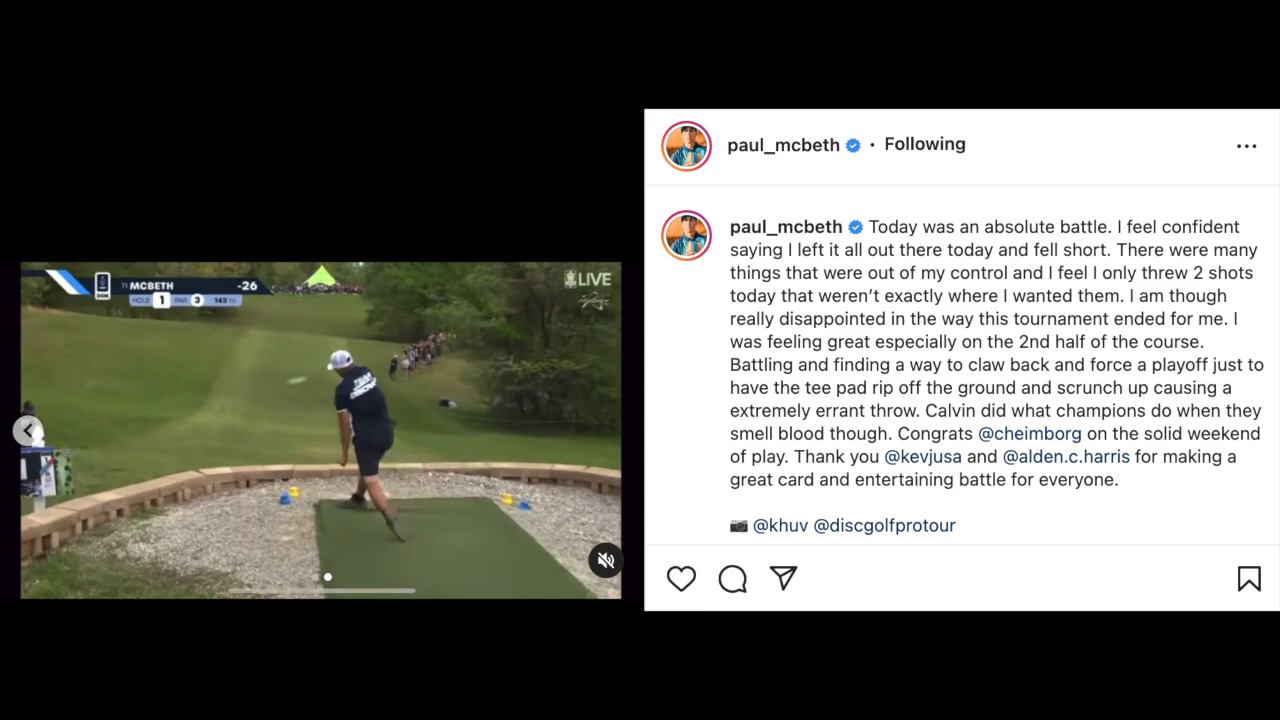 T1 MCBETH -26
HOLE 1 PAR 3 143 m
DGN
LIVE
TEAM
DISCRAFT
paul_mcbeth • Following
paul_mcbeth Today was an absolute battle. I feel confident
saying I left it all out there today and fell short. There were many
things that were out of my control and I feel I only threw 2 shots
today that weren’t exactly where I wanted them. I am though
really disappointed in the way this tournament ended for me. I
was feeling great especially on the 2nd half of the course.
Battling and finding a way to claw back and force a playoff just to
have the tee pad rip off the ground and scrunch up causing a
extremely errant throw. Calvin did what champions do when they
smell blood though. Congrats @cheimborg on the solid weekend
of play. Thank you @kevjusa and @alden.c.harris for making a
great card and entertaining battle for everyone.
@khuv @discgolfprotour